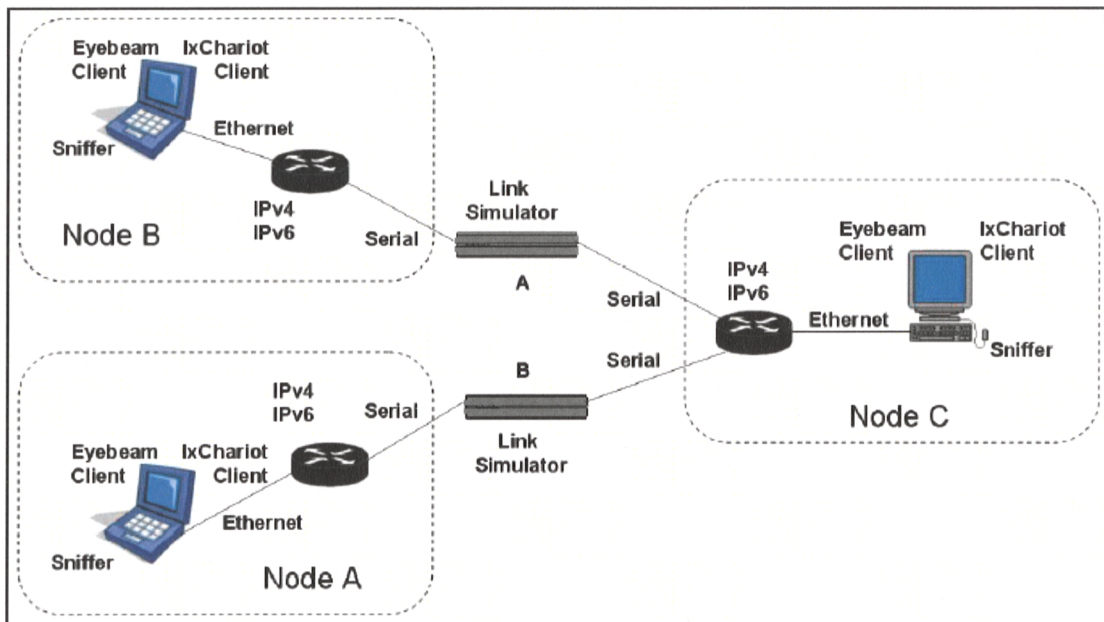 Eyebeam Client
IxChariot Client
Sniffer
Ethernet
IPv4
IPv6
Node B
Serial
Link
Simulator
A
Serial
IPv4
IPv6
Eyebeam Client
IxChariot Client
Ethernet
Sniffer
Node C
Serial
B
Link
Simulator
Serial
IPv4
IPv6
Eyebeam Client
IxChariot Client
Ethernet
Sniffer
Node A